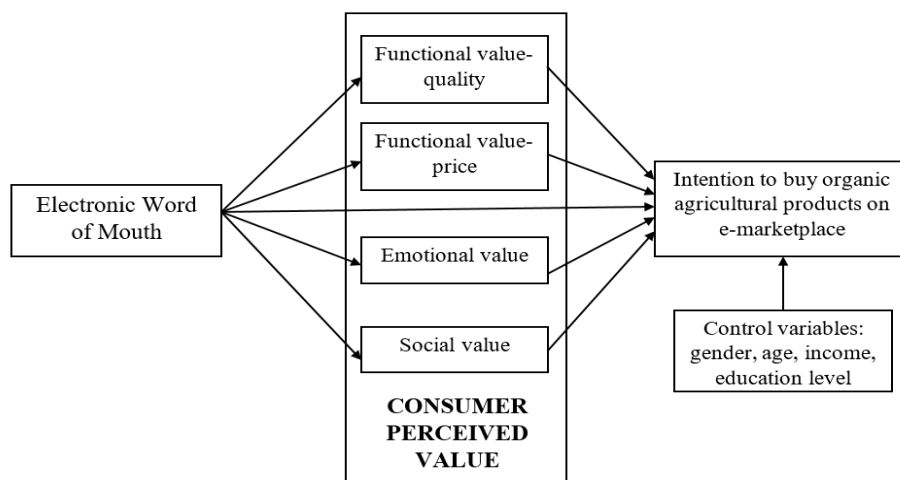 Functional value-
quality
Functional value-
price
Electronic Word
of Mouth
Intention to buy organic
agricultural products on
e-marketplace
Emotional value
Social value
Control variables:
gender, age, income,
education level
CONSUMER
PERCEIVED
VALUE